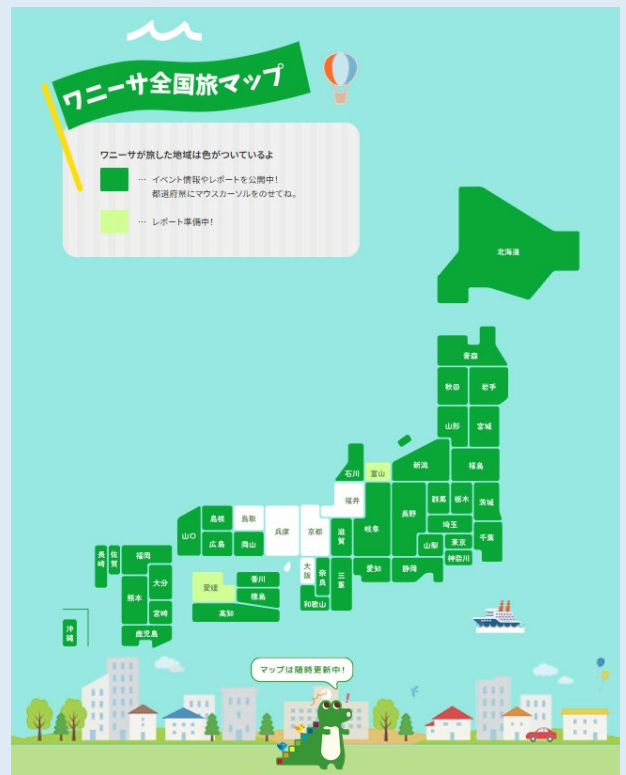 ワニーサ全国旅マップ
ワニーサが旅した地域は色がついているよ
… イベント情報やレポートを公開中!
都道府県にマウスカーソルをのせてね。
… レポート準備中!
北海道
青森
秋田 岩手
山形 宮城
石川 富山 新潟 福島
福井 長野 群馬 栃木 茨城
島根 鳥取 兵庫 京都 滋賀 岐阜 埼玉
山口 広島 岡山 山梨 東京 千葉
長崎 佐賀 福岡 大阪 奈良 三重 愛知 静岡 神奈川
大分 愛媛 香川
熊本 徳島 和歌山
宮崎 高知
沖縄 鹿児島
マップは随時更新中!